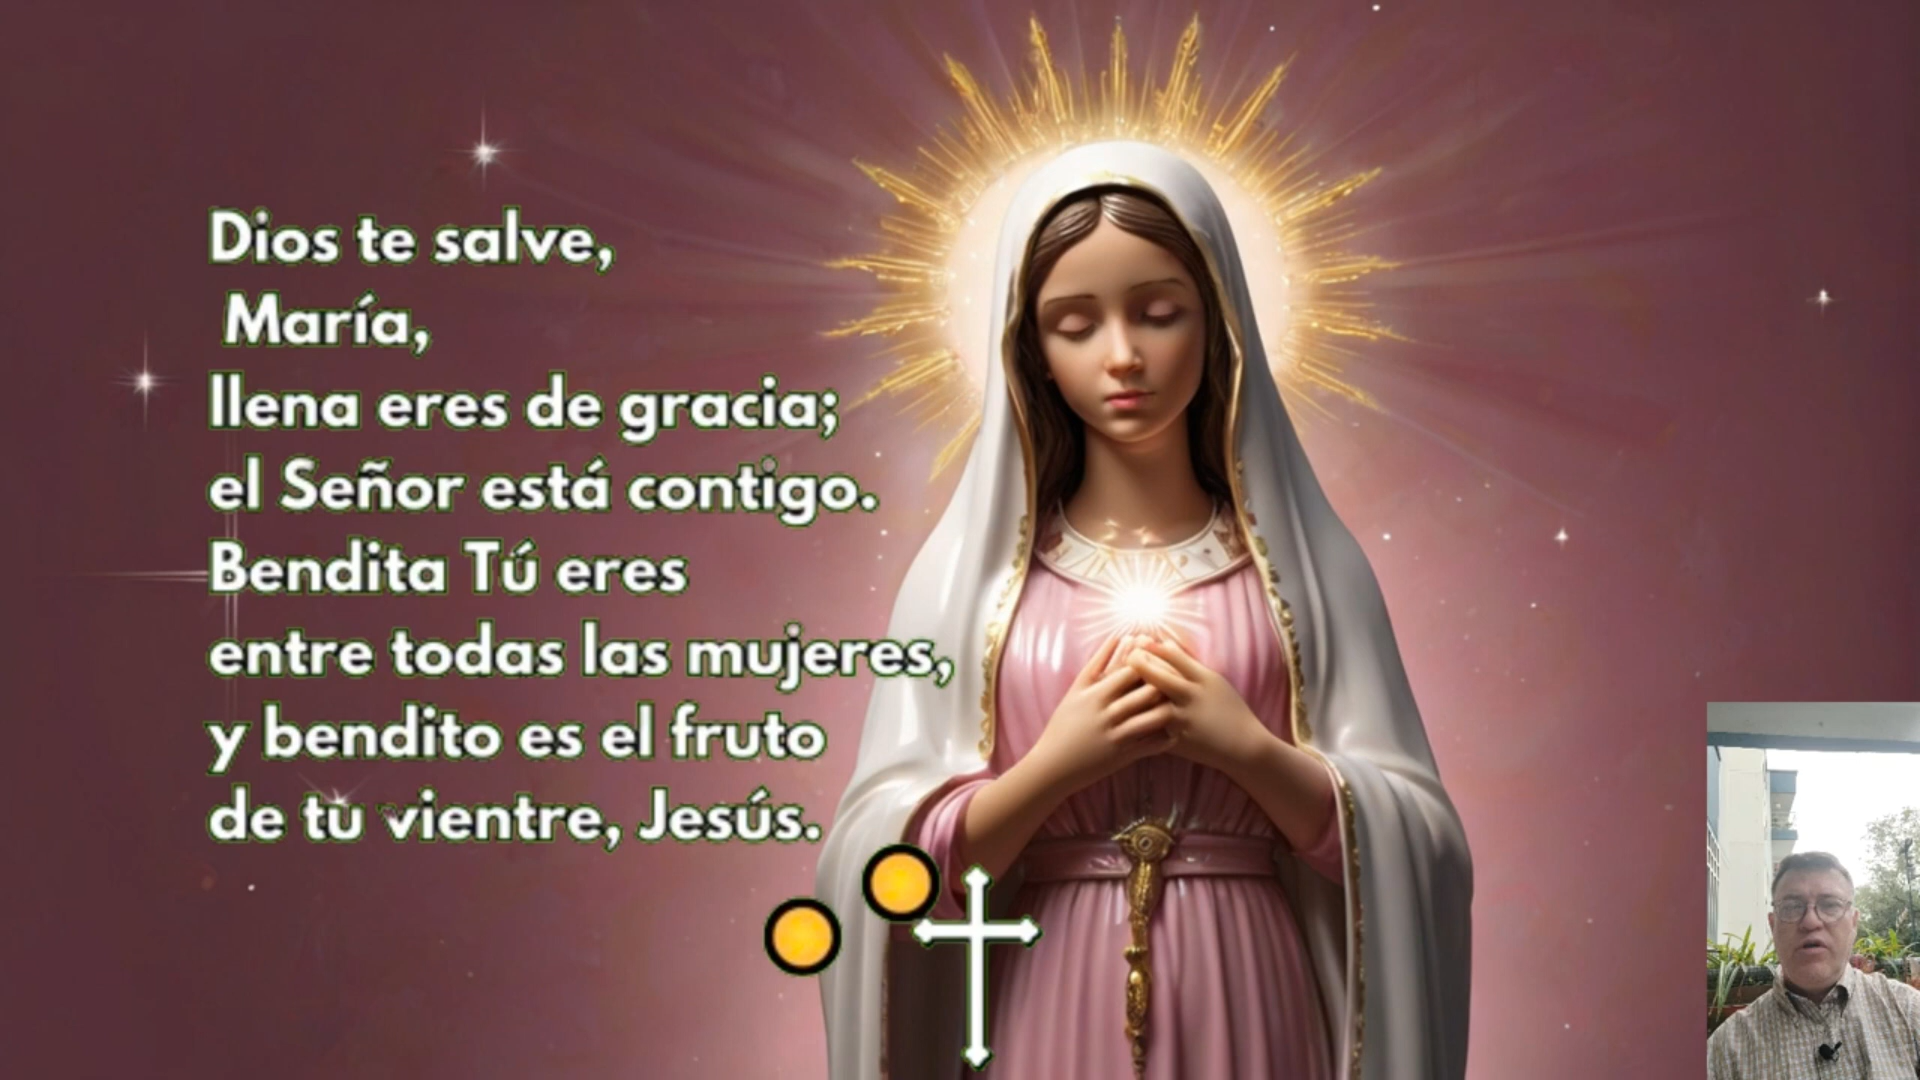 Dios te salve,
María,
llena eres de gracia;
el Señor está contigo.
Bendita Tú eres
entre todas las mujeres,
y bendito es el fruto
de tu vientre, Jesús.